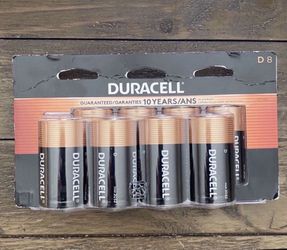 DURACELL
D 8
GUARANTEED/GARANTIES 10 YEARS/ANS
DURACELL
DURACELL
DURACELL
DURACELL
D